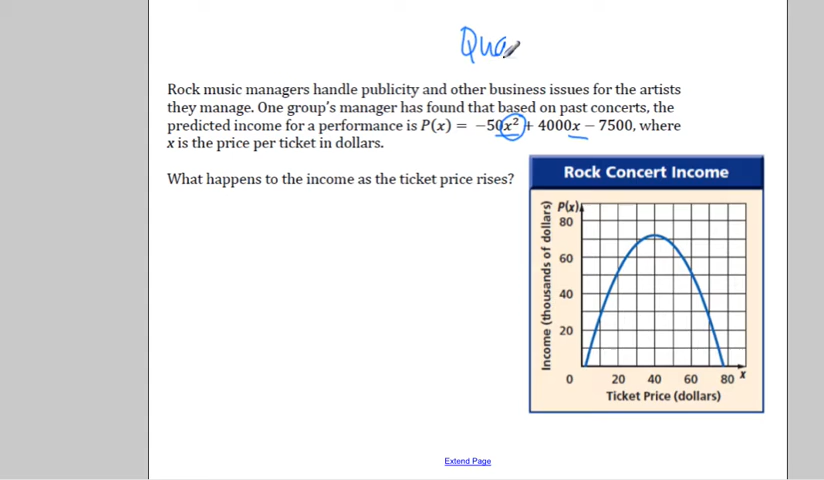 Qua
Rock music managers handle publicity and other business issues for the artists
they manage. One group's manager has found that based on past concerts, the
predicted income for a performance is P(x) = −50x² + 4000x − 7500, where
x is the price per ticket in dollars.
What happens to the income as the ticket price rises?
Rock Concert Income
P(x)
80
60
40
20
0
20 40 60 80 x
Income (thousands of dollars)
Ticket Price (dollars)
Extend Page